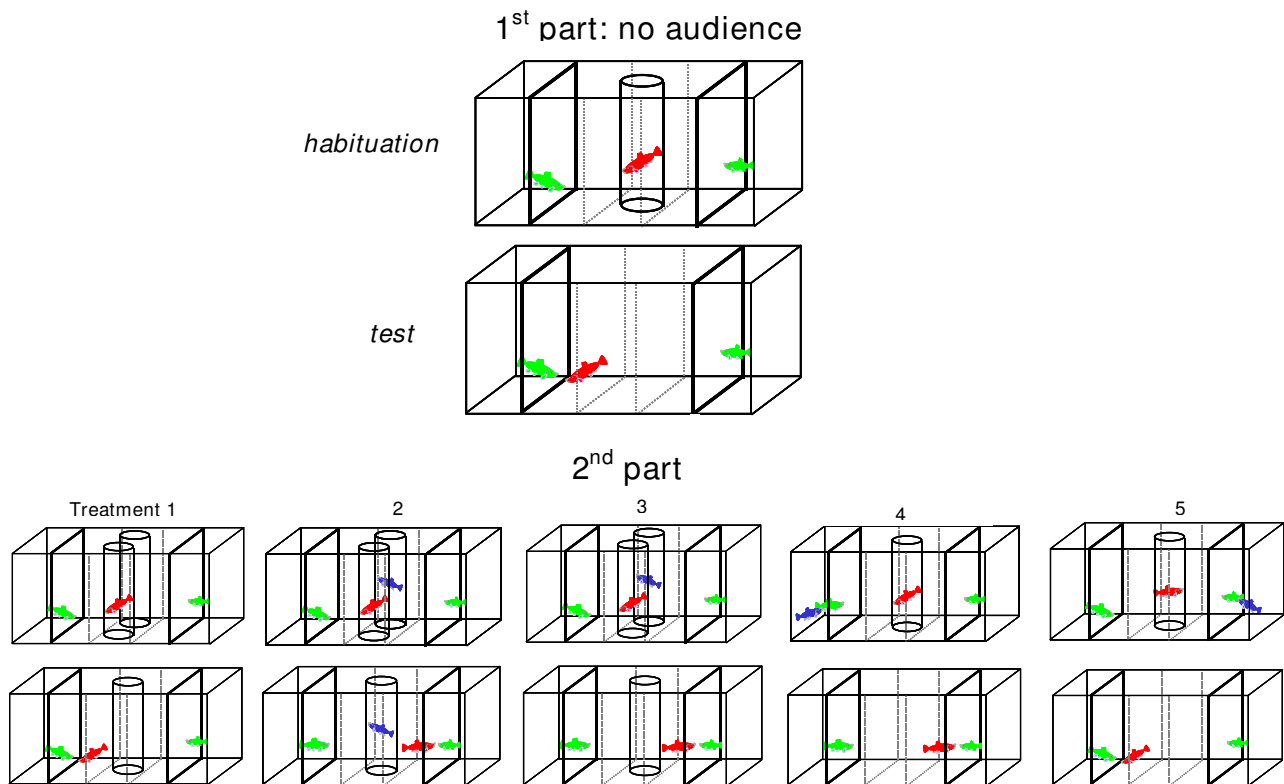 1st part: no audience
habituation
test
2nd part
Treatment 1 2 3 4 5